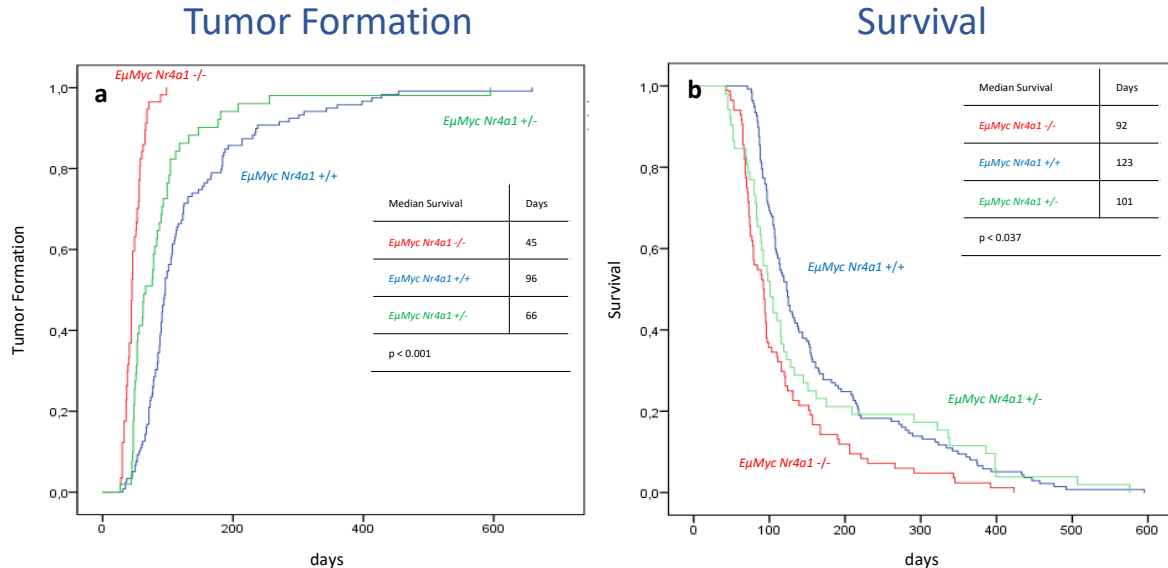 Tumor Formation
a
EµMyc Nr4a1 -/-
EµMyc Nr4a1 +/-
EµMyc Nr4a1 +/+
Median Survival Days
EµMyc Nr4a1 -/- 45
EµMyc Nr4a1 +/+ 96
EµMyc Nr4a1 +/- 66
p < 0.001
Tumor Formation
1,0
0,8
0,6
0,4
0,2
0,0
0 200 400 600
days
Survival
b
Median Survival Days
EµMyc Nr4a1 -/- 92
EµMyc Nr4a1 +/+ 123
EµMyc Nr4a1 +/- 101
p < 0.037
EµMyc Nr4a1 +/+
EµMyc Nr4a1 +/-
EµMyc Nr4a1 -/-
Survival
1,0
0,8
0,6
0,4
0,2
0,0
0 100 200 300 400 500 600
days